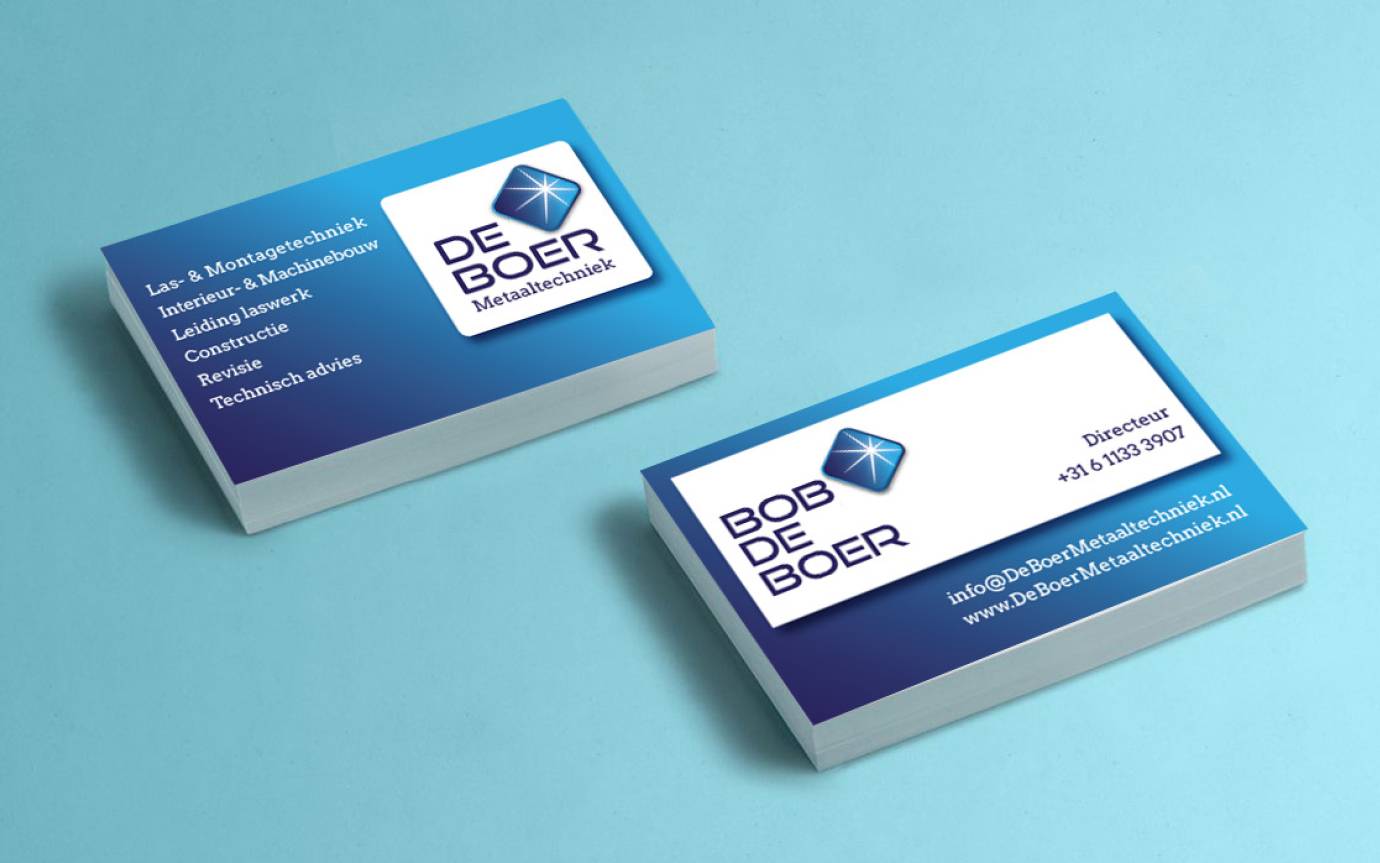 Las- & Montagetechniek
Interieur- & Machinebouw
Leiding laswerk
Constructie
Revisie
Technisch advies
DE
BOER
Metaaltechniek
BOB
DE
BOER
Directeur
+31 6 1133 3907
info@DeBoerMetaaltechniek.nl
www.DeBoerMetaaltechniek.nl